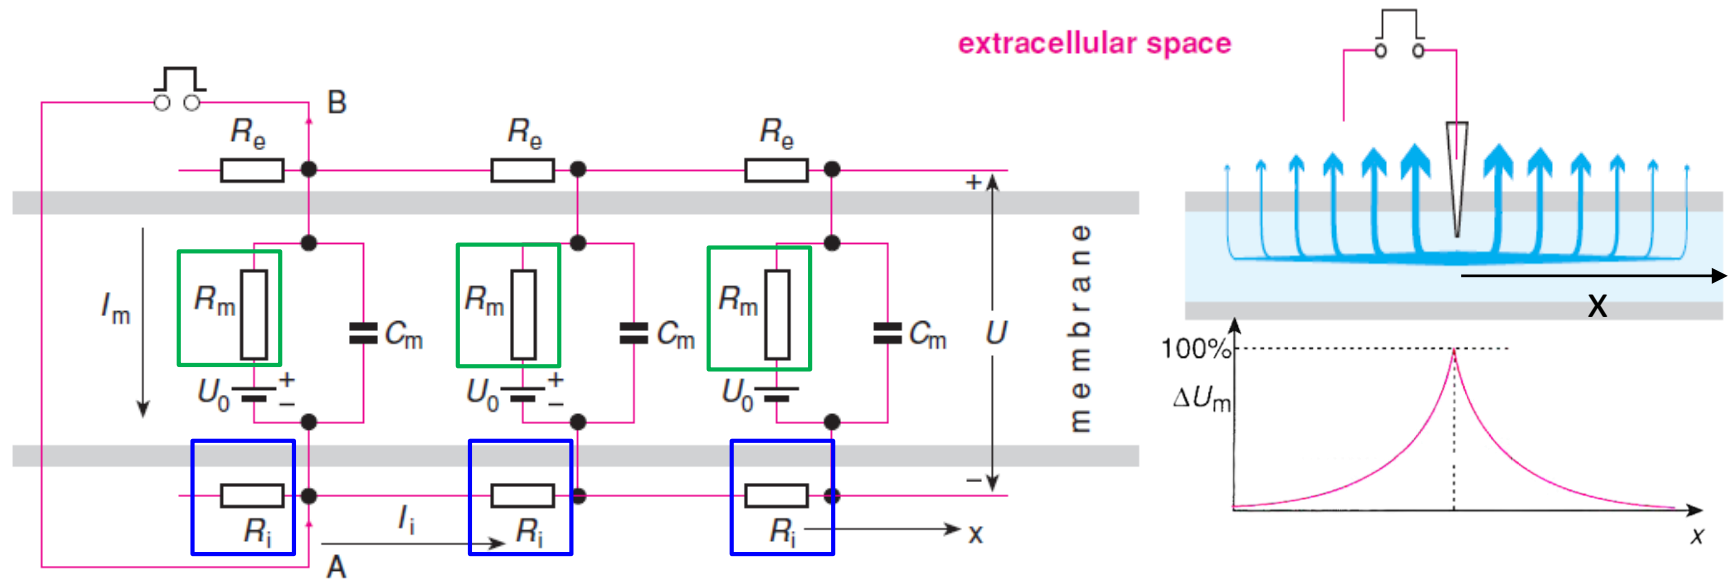 extracellular space
B
Re
Re
Re
+
Im
Rm
Cm
U0
+
−
Rm
Cm
U0
+
−
Rm
Cm
U0
U
membrane
−
Ri
Ii
Ri
Ri
x
A
x
100%
ΔUm
x